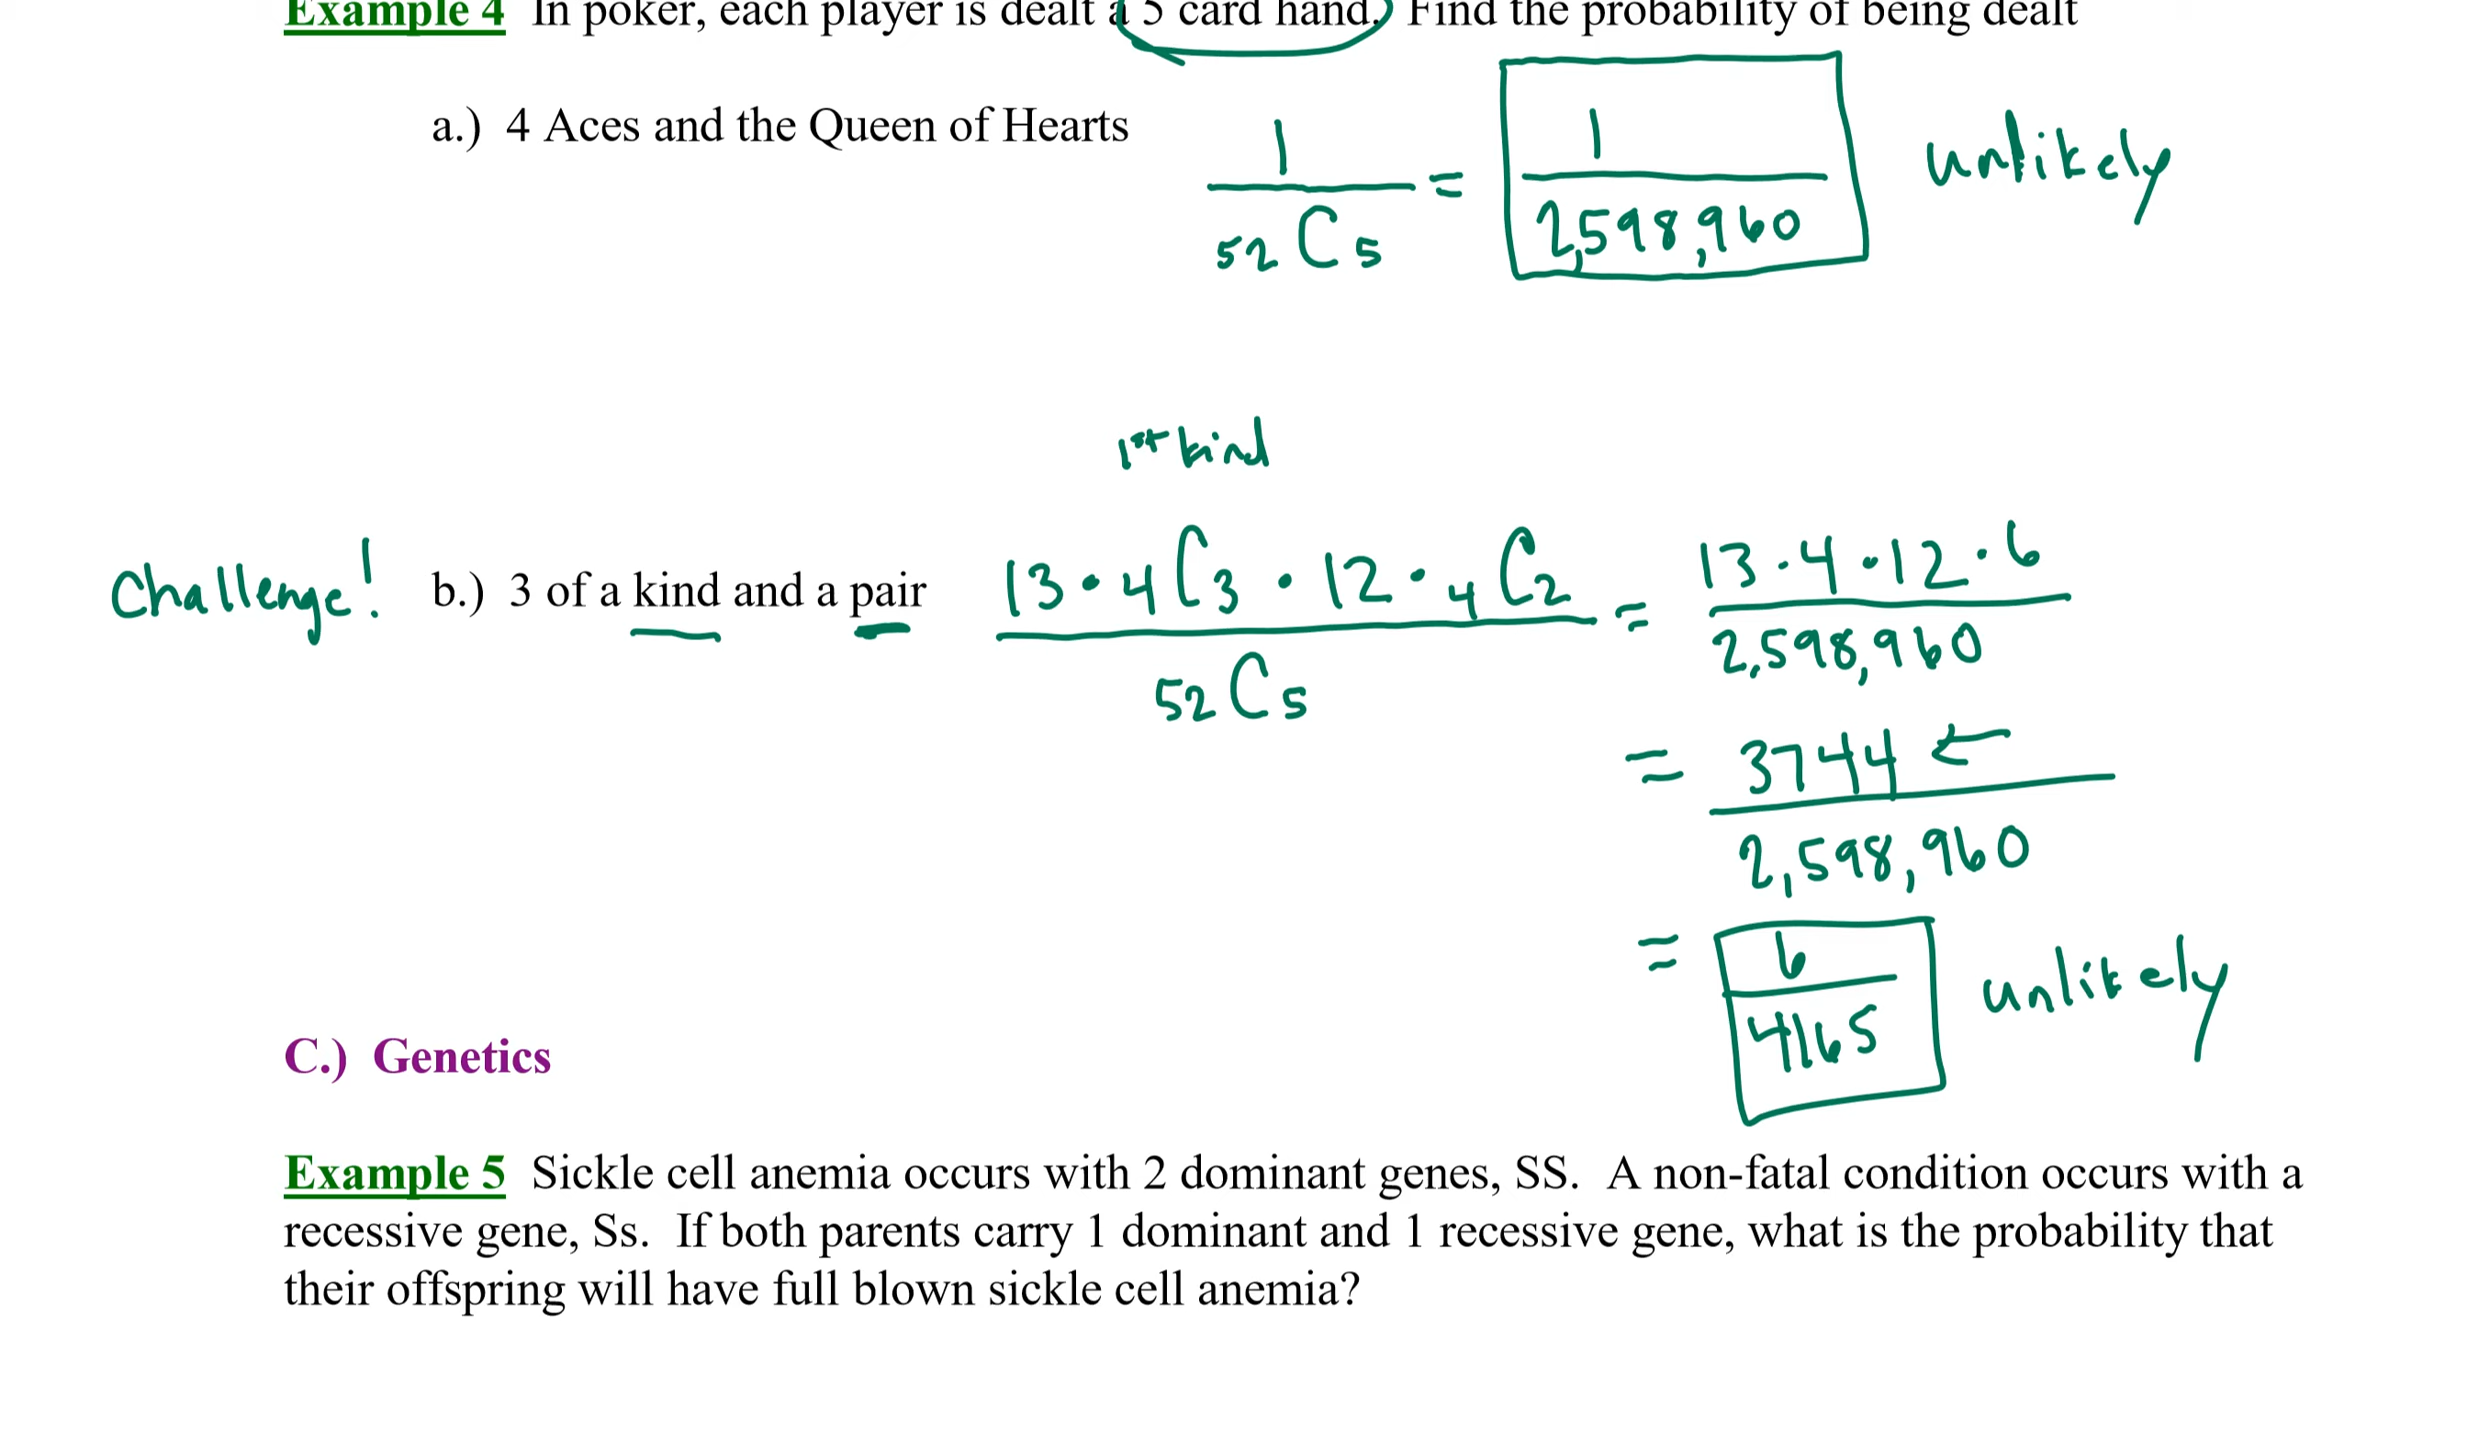 Example 4 In poker, each player is dealt a 5 card hand. Find the probability of being dealt
a.) 4 Aces and the Queen of Hearts
1 / 52C5 = 1 / 2,598,960 unlikely
1st kind
Challenge! b.) 3 of a kind and a pair 13 · 4C3 · 12 · 4C2 / 52C5 = 13 · 4 · 12 · 6 / 2,598,960
= 3744 ← / 2,598,960
= 6 / 4165 unlikely
C.) Genetics
Example 5 Sickle cell anemia occurs with 2 dominant genes, SS. A non-fatal condition occurs with a
recessive gene, Ss. If both parents carry 1 dominant and 1 recessive gene, what is the probability that
their offspring will have full blown sickle cell anemia?